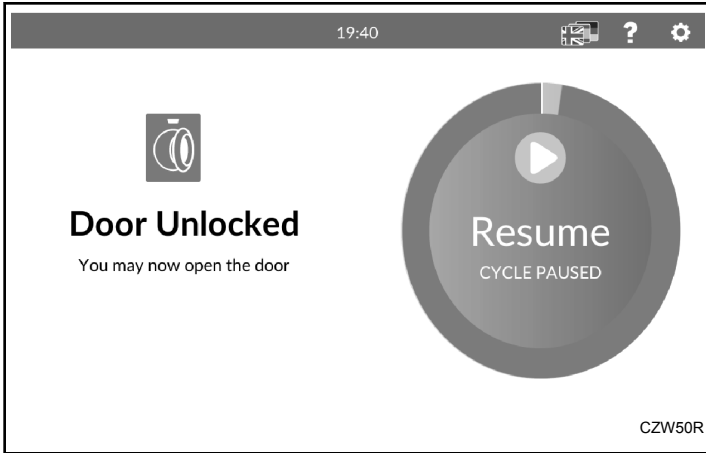 19:40
?
Door Unlocked
You may now open the door
Resume
CYCLE PAUSED
CZW50R